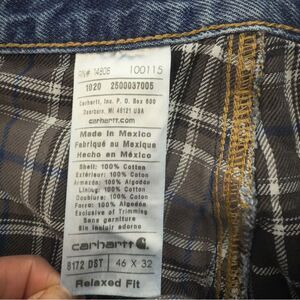 RN# 14806 100115
1020 2500037005
Carhartt, Inc. P. O. Box 600
Dearborn, MI 48121 USA
carhartt.com
Made in Mexico
Fabriqué au Mexique
Hecho en México
Shell: 100% Cotton
Extérieur: 100% Coton
Armazón: 100% Algodón
Lining: 100% Cotton
Doublure: 100% Coton
Forro: 100% Algodón
Exclusive of Trimming
Sans garniture
Sin incluir adorno
carhartt
B172 DST 46 X 32
Relaxed Fit